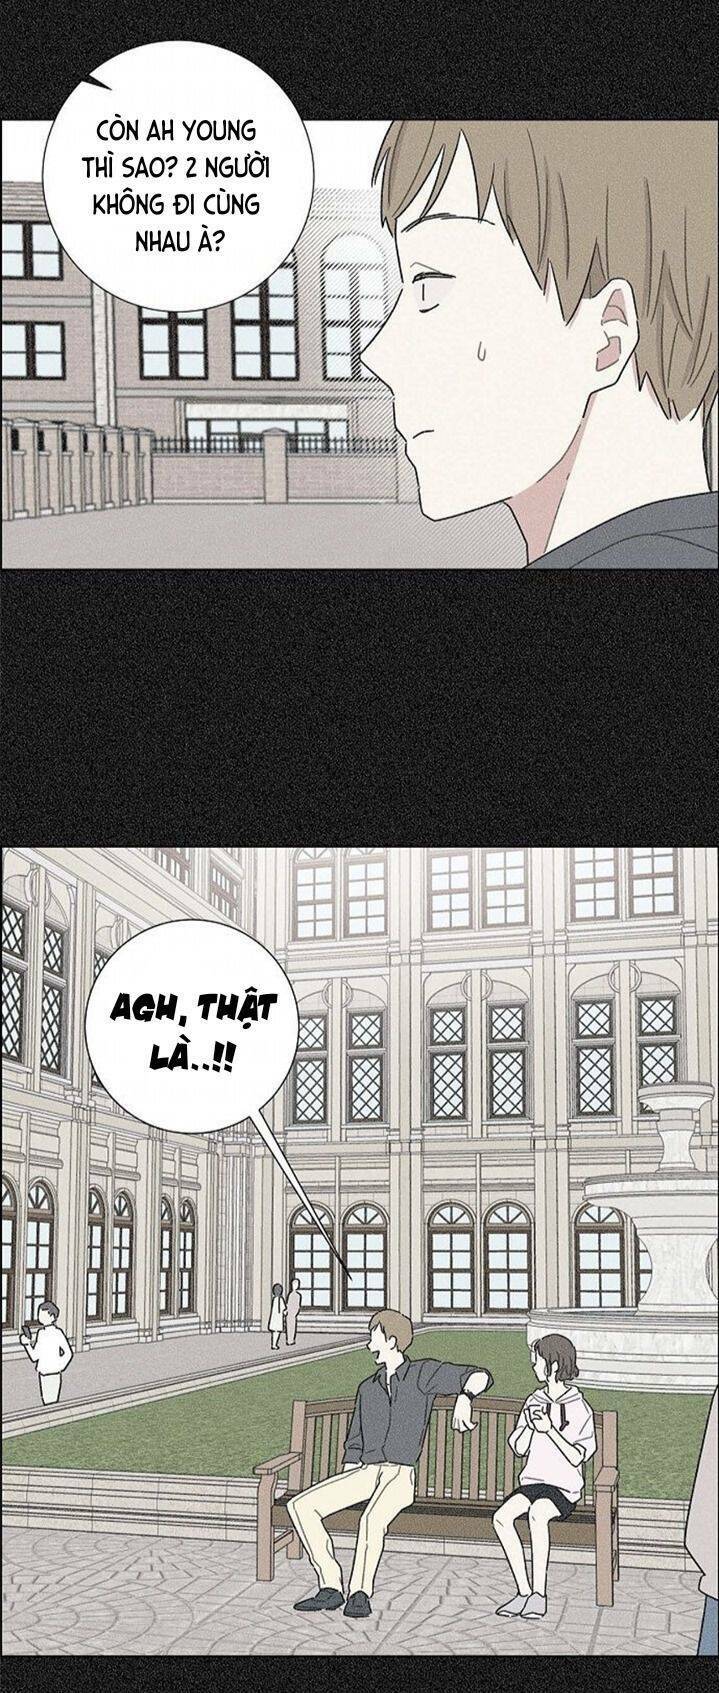 CÒN AH YOUNG
THÌ SAO? 2 NGƯỜI
KHÔNG ĐI CÙNG
NHAU À?
AGH, THẬT
LÀ..!!